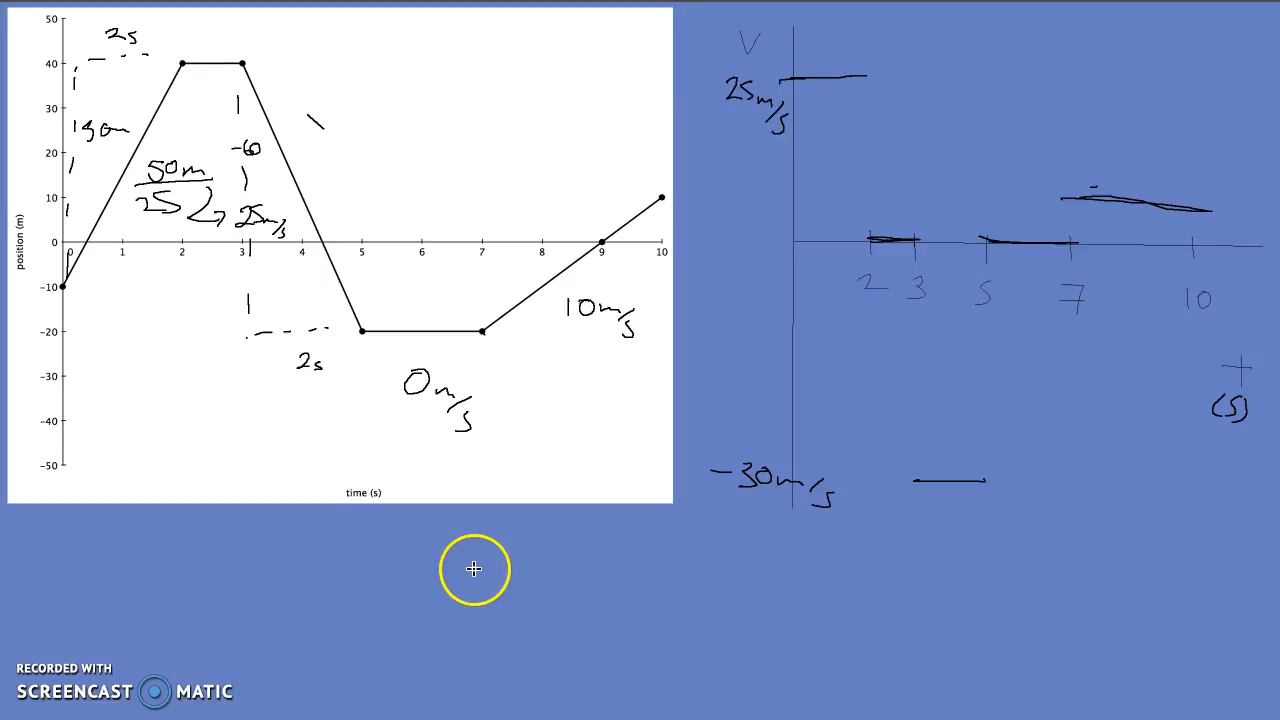 50
40
30
20
10
0
-10
-20
-30
-40
-50
position (m)
0 1 2 3 4 5 6 7 8 9 10
time (s)
2s
50m
50m
2s
25m/s
-60
2s
0m/s
10m/s
V
25m/s
2 3 5 7 10
t
(s)
-30m/s
RECORDED WITH
SCREENCAST MATIC